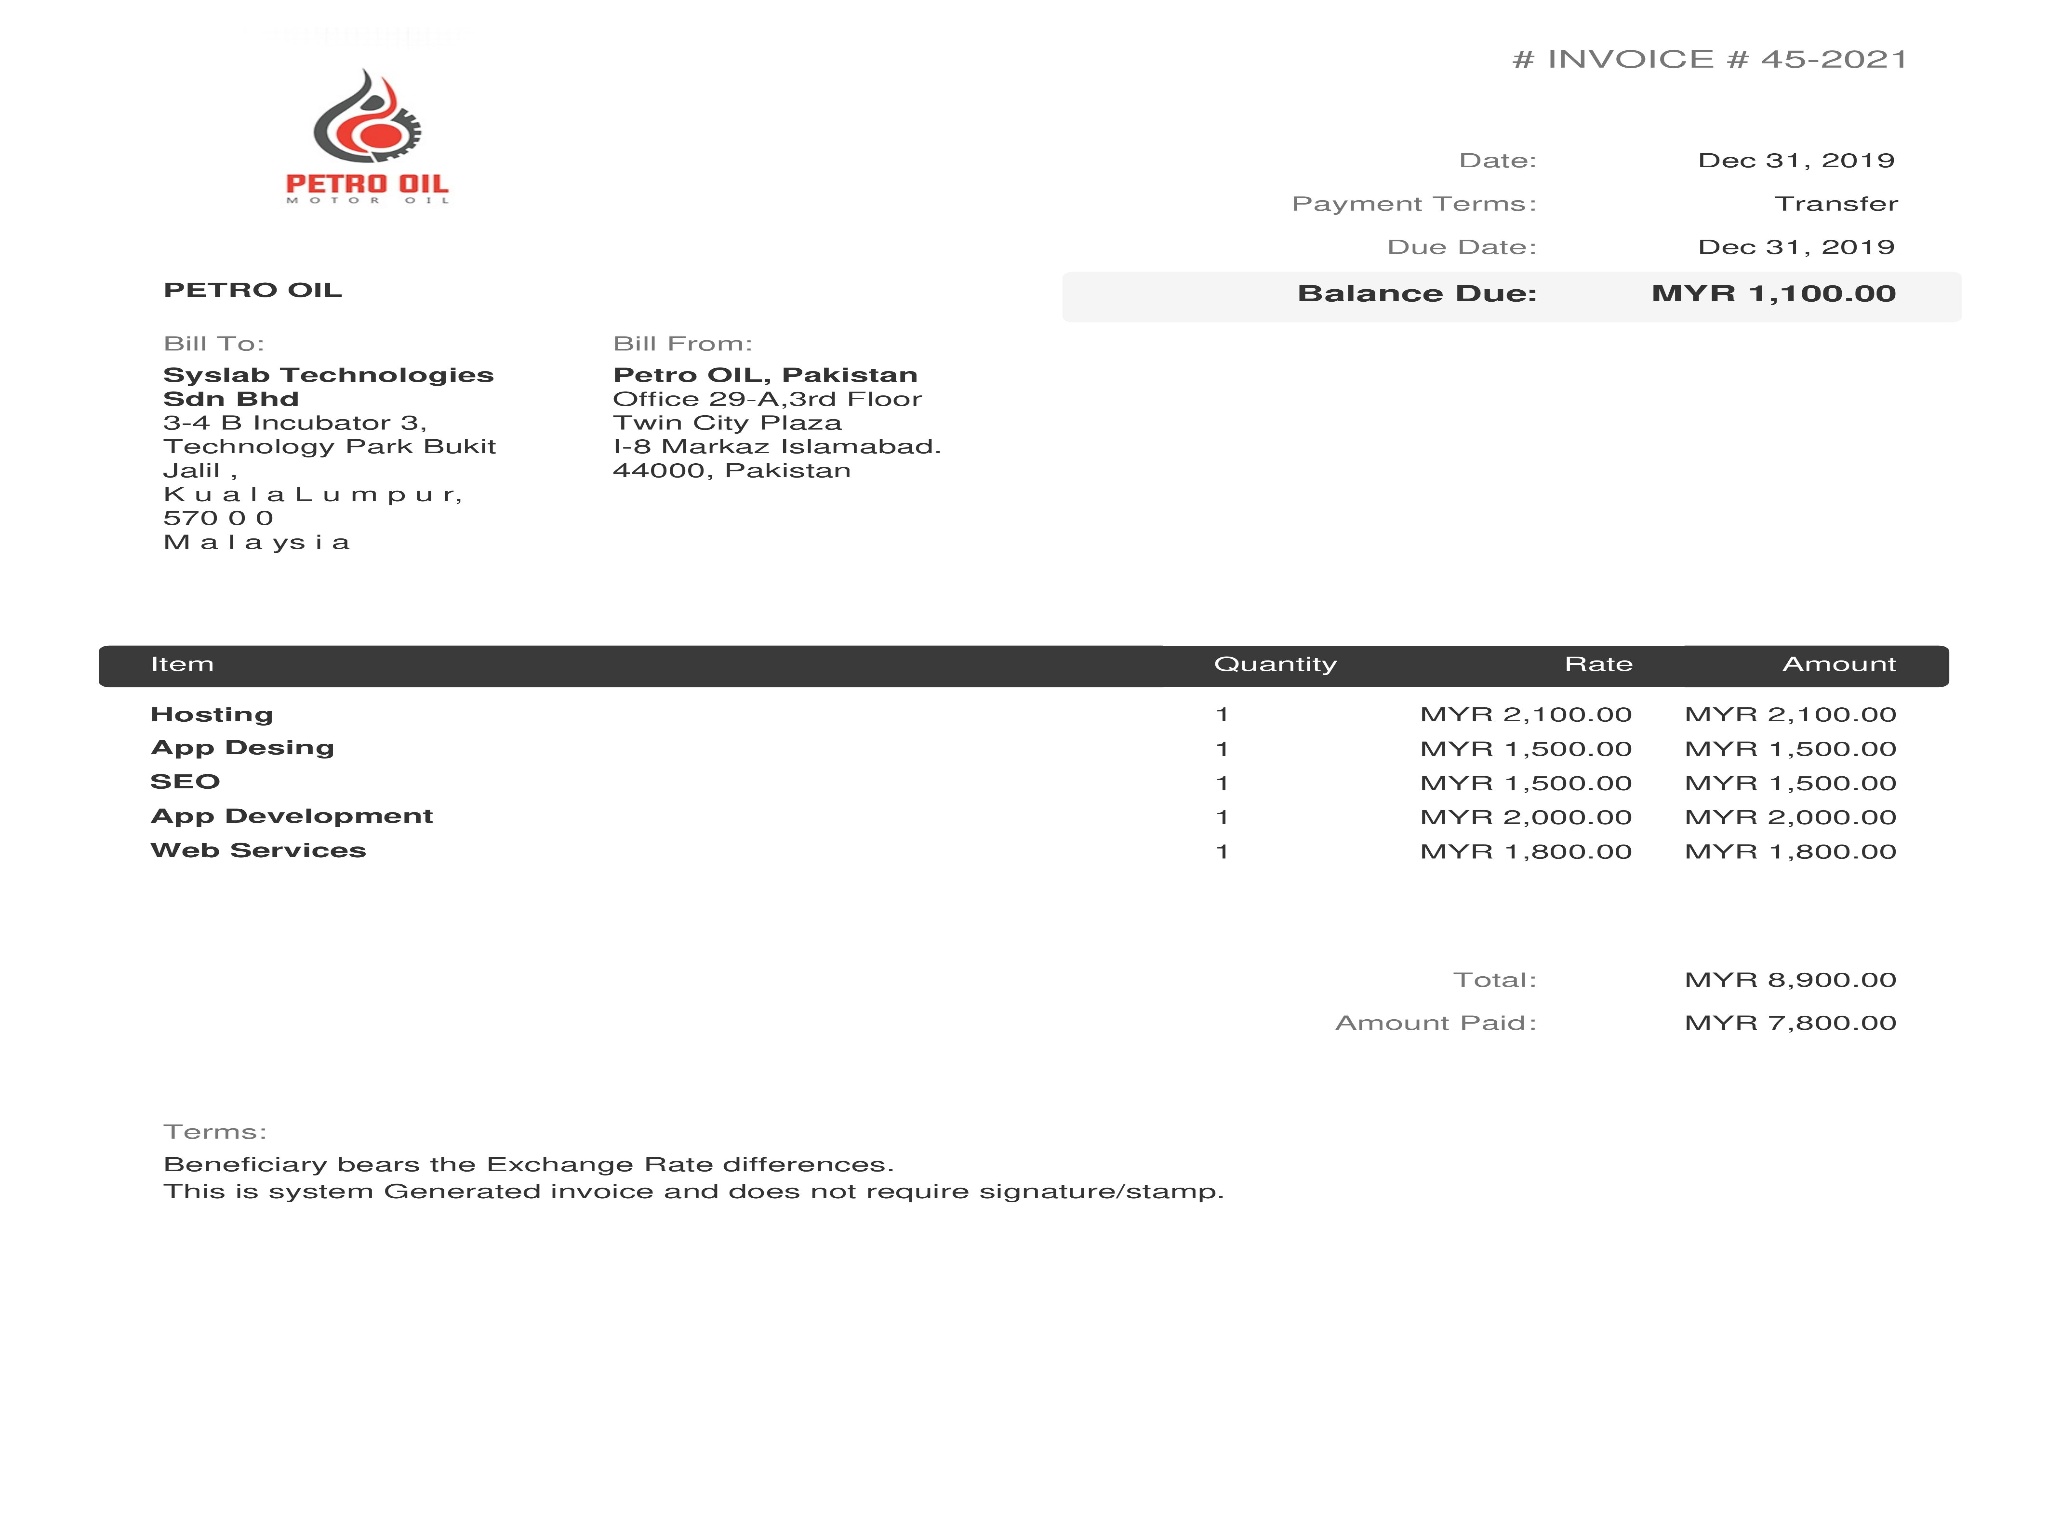 # INVOICE # 45-2021
PETRO OIL
MOTOR OIL
Date: Dec 31, 2019
Payment Terms: Transfer
Due Date: Dec 31, 2019
Balance Due: MYR 1,100.00
PETRO OIL
Bill To:
Syslab Technologies
Sdn Bhd
3-4 B Incubator 3,
Technology Park Bukit
Jalil ,
K u a l a L u m p u r,
570 0 0
M a l a ys i a
Bill From:
Petro OIL, Pakistan
Office 29-A,3rd Floor
Twin City Plaza
I-8 Markaz Islamabad.
44000, Pakistan
Item Quantity Rate Amount
Hosting 1 MYR 2,100.00 MYR 2,100.00
App Desing 1 MYR 1,500.00 MYR 1,500.00
SEO 1 MYR 1,500.00 MYR 1,500.00
App Development 1 MYR 2,000.00 MYR 2,000.00
Web Services 1 MYR 1,800.00 MYR 1,800.00
Total: MYR 8,900.00
Amount Paid: MYR 7,800.00
Terms:
Beneficiary bears the Exchange Rate differences.
This is system Generated invoice and does not require signature/stamp.